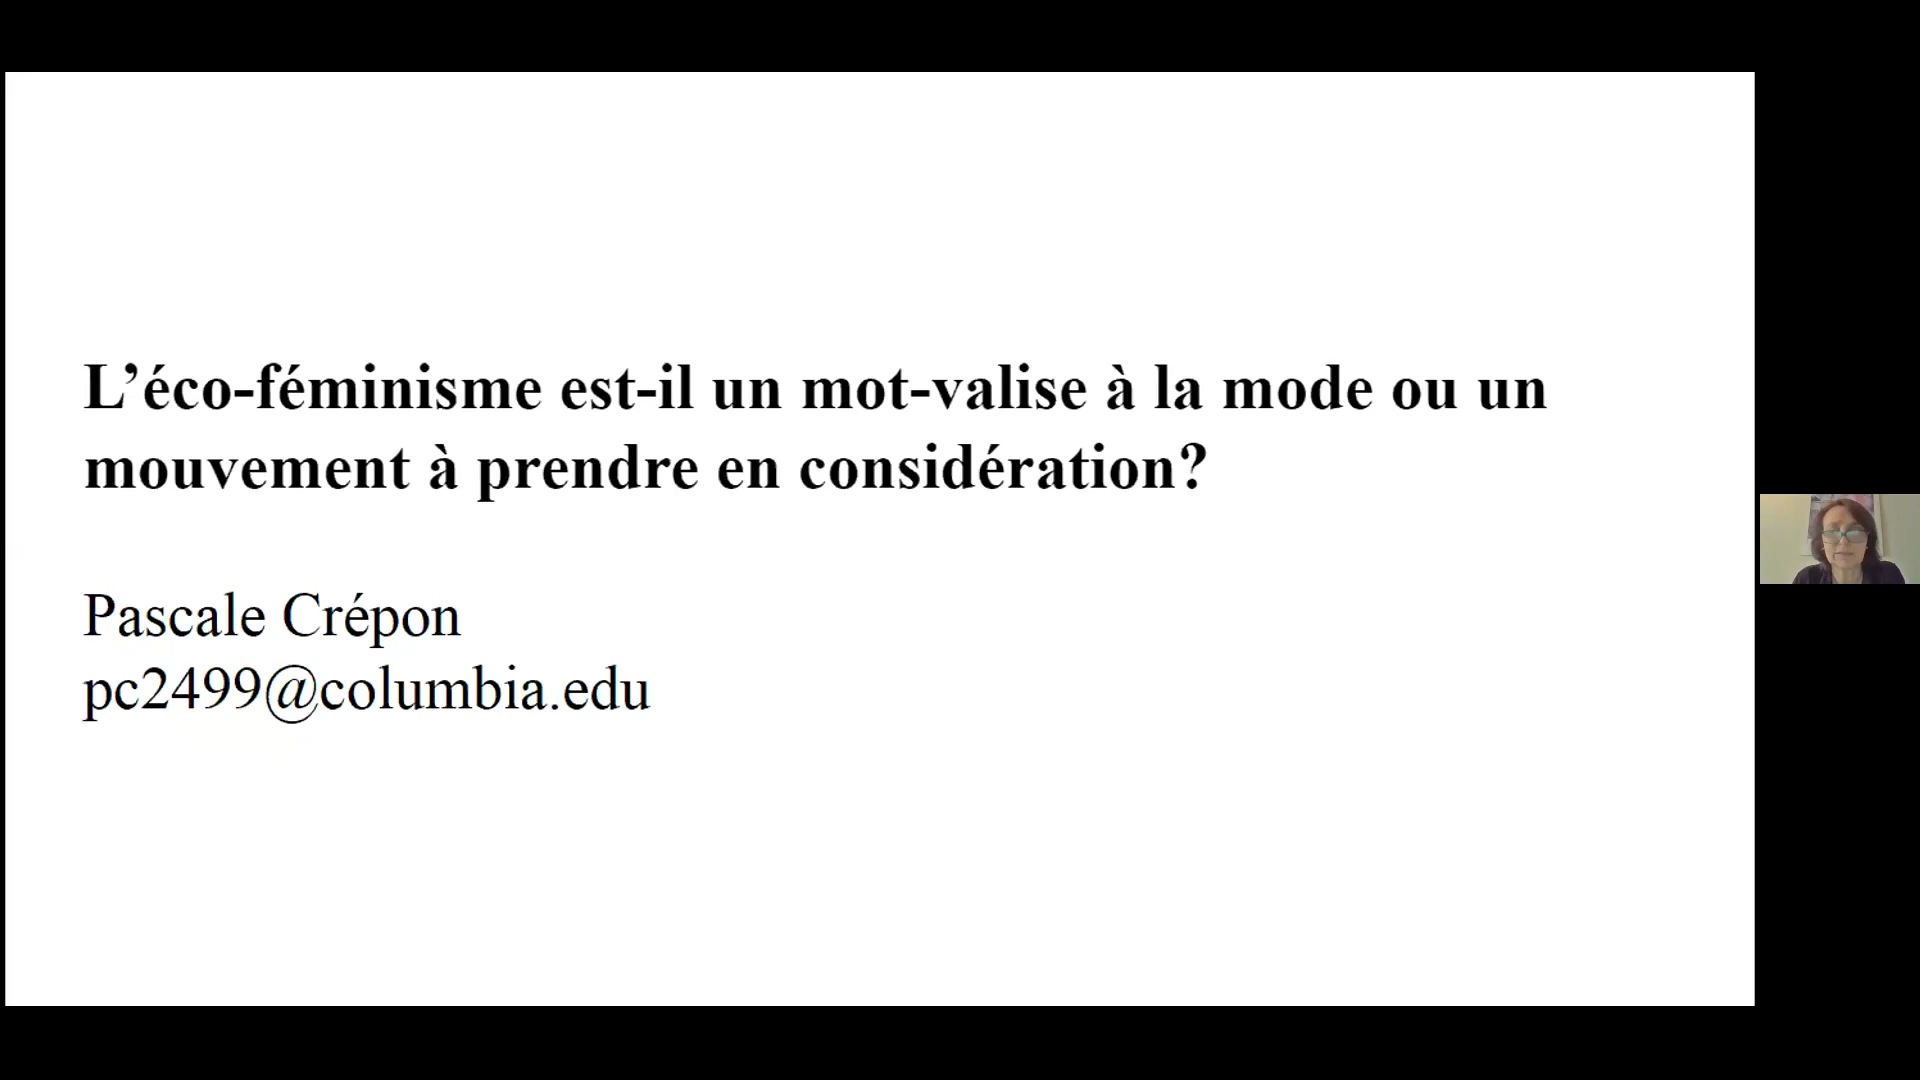 L’éco-féminisme est-il un mot-valise à la mode ou un
mouvement à prendre en considération?
Pascale Crépon
pc2499@columbia.edu